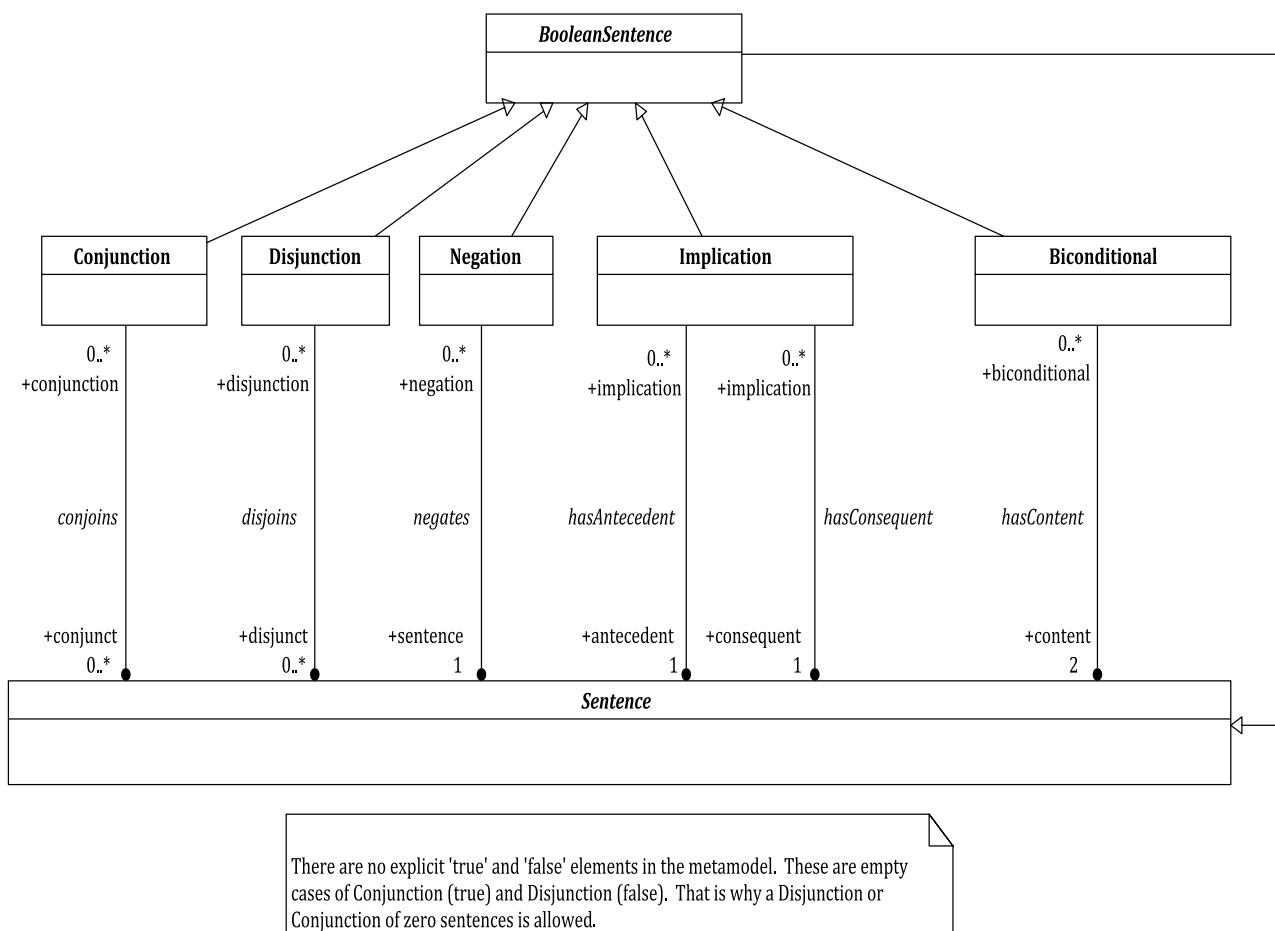 BooleanSentence
Conjunction Disjunction Negation Implication Biconditional
0..* 0..* 0..* 0..* 0..* 0..*
+conjunction +disjunction +negation +implication +implication +biconditional
conjoins disjoins negates hasAntecedent hasConsequent hasContent
+conjunct +disjunct +sentence +antecedent +consequent +content
0..* 0..* 1 1 1 2
Sentence
There are no explicit 'true' and 'false' elements in the metamodel. These are empty
cases of Conjunction (true) and Disjunction (false). That is why a Disjunction or
Conjunction of zero sentences is allowed.